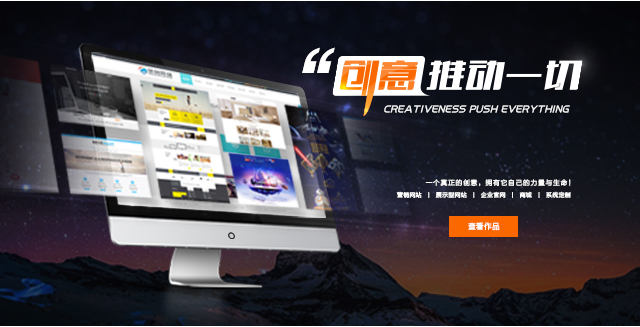 创意推动一切
CREATIVENESS PUSH EVERYTHING
一个真正的创意,拥有它自己的力量与生命!
营销网站 | 展示型网站 | 企业官网 | 商城 | 系统定制
查看作品